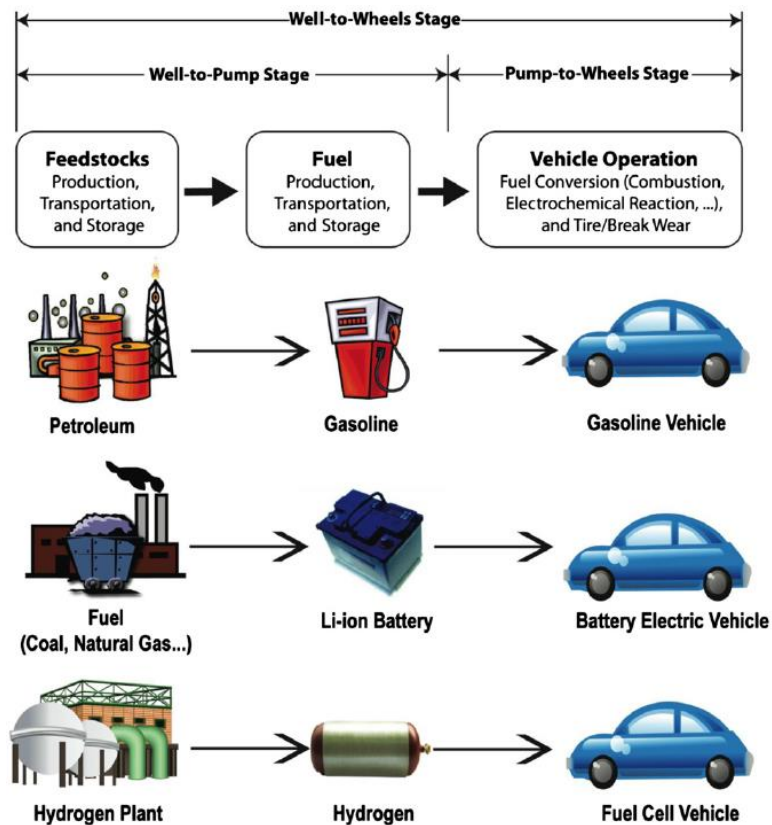 Well-to-Wheels Stage
Well-to-Pump Stage
Pump-to-Wheels Stage
Feedstocks
Production,
Transportation,
and Storage
Fuel
Production,
Transportation,
and Storage
Vehicle Operation
Fuel Conversion (Combustion,
Electrochemical Reaction, ...),
and Tire/Break Wear
Petroleum
Gasoline
Gasoline Vehicle
Fuel
(Coal, Natural Gas...)
Li-ion Battery
Battery Electric Vehicle
Hydrogen Plant
Hydrogen
Fuel Cell Vehicle